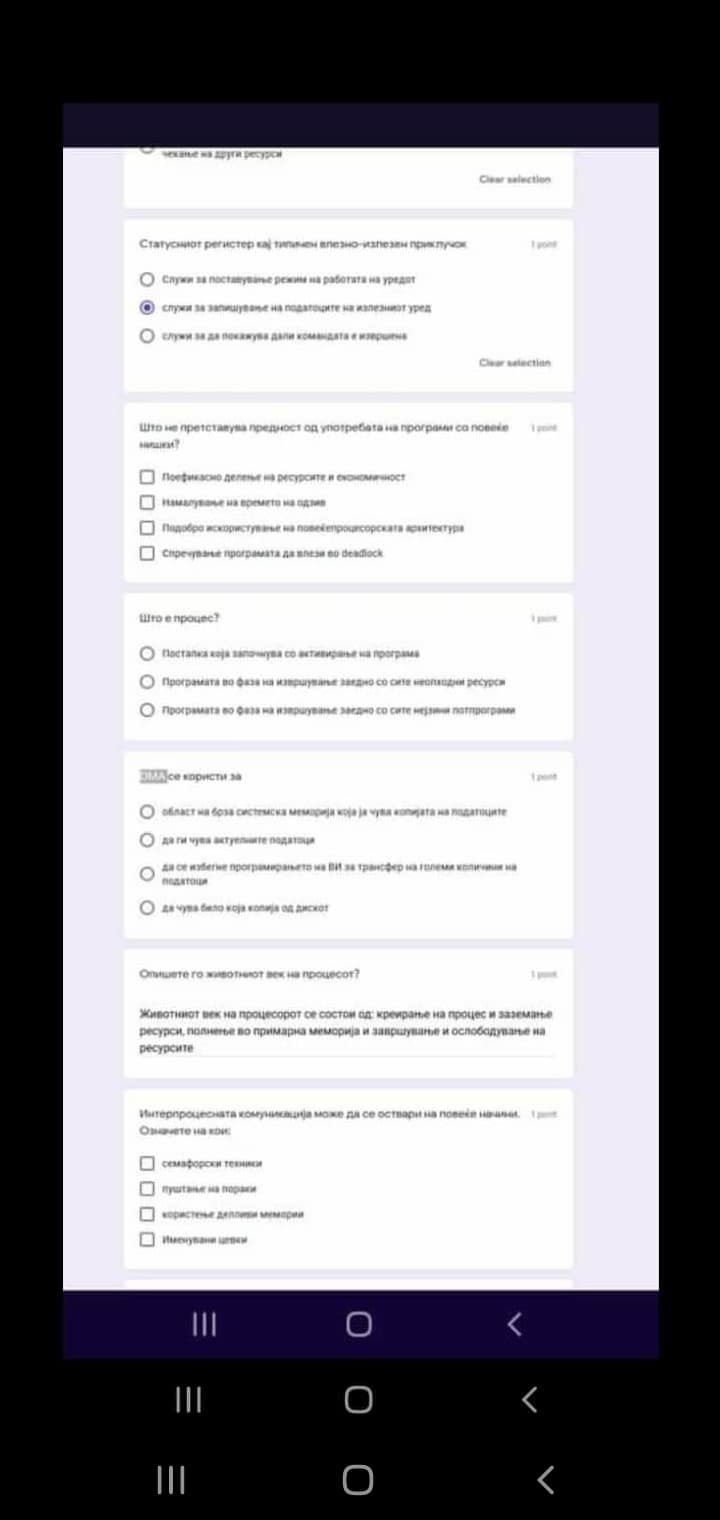 чекање на други ресурси
Clear selection
Статусниот регистер кај типичен влезно-излезен приклучок
1 point
Служи за поставување режим на работата на уредот
служи за запишување на податоците на излезниот уред
служи за да покажува дали командата е извршена
Clear selection
Што не претставува предност од употребата на програми со повеќе
1 point
нишки?
Поефикасно делење на ресурсите и економичност
Намалување на времето на одзив
Подобро искористување на повеќепроцесорската архитектура
Спречување програмата да влези во deadlock
Што е процес?
1 point
Постапка која започнува со активирање на програма
Програмата во фаза на извршување заедно со сите неопходни ресурси
Програмата во фаза на извршување заедно со сите нејзини потпрограми
DMA се користи за
1 point
област на брза системска меморија која ја чува копијата на податоците
да ги чува актуелните податоци
да се избегне програмирањето на ВИ за трансфер на големи количини на
податоци
да чува било која копија од дискот
Опишете го животниот век на процесот?
1 point
Животниот век на процесорот се состои од: креирање на процес и заземање
ресурси, полнење во примарна меморија и завршување и ослободување на
ресурсите
Интерпроцесната комуникација може да се оствари на повеќе начини.
1 point
Означете на кои:
семафорски техники
пуштање на пораки
користење делливи мемории
Именувани цевки